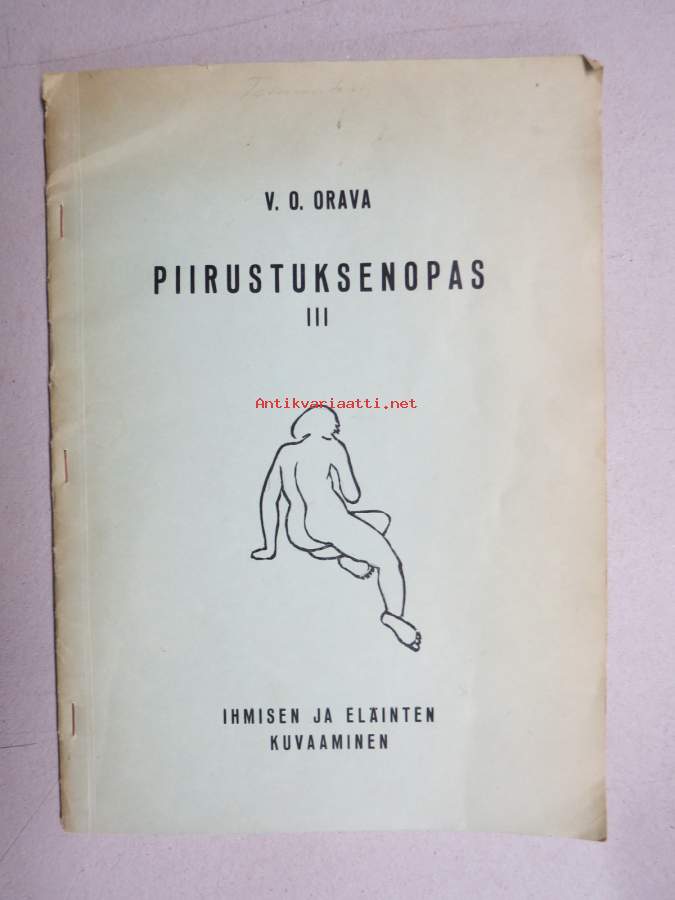 V. O. ORAVA
PIIRUSTUKSENOPAS
III
Antikvariaatti.net
IHMISEN JA ELÄINTEN
KUVAAMINEN